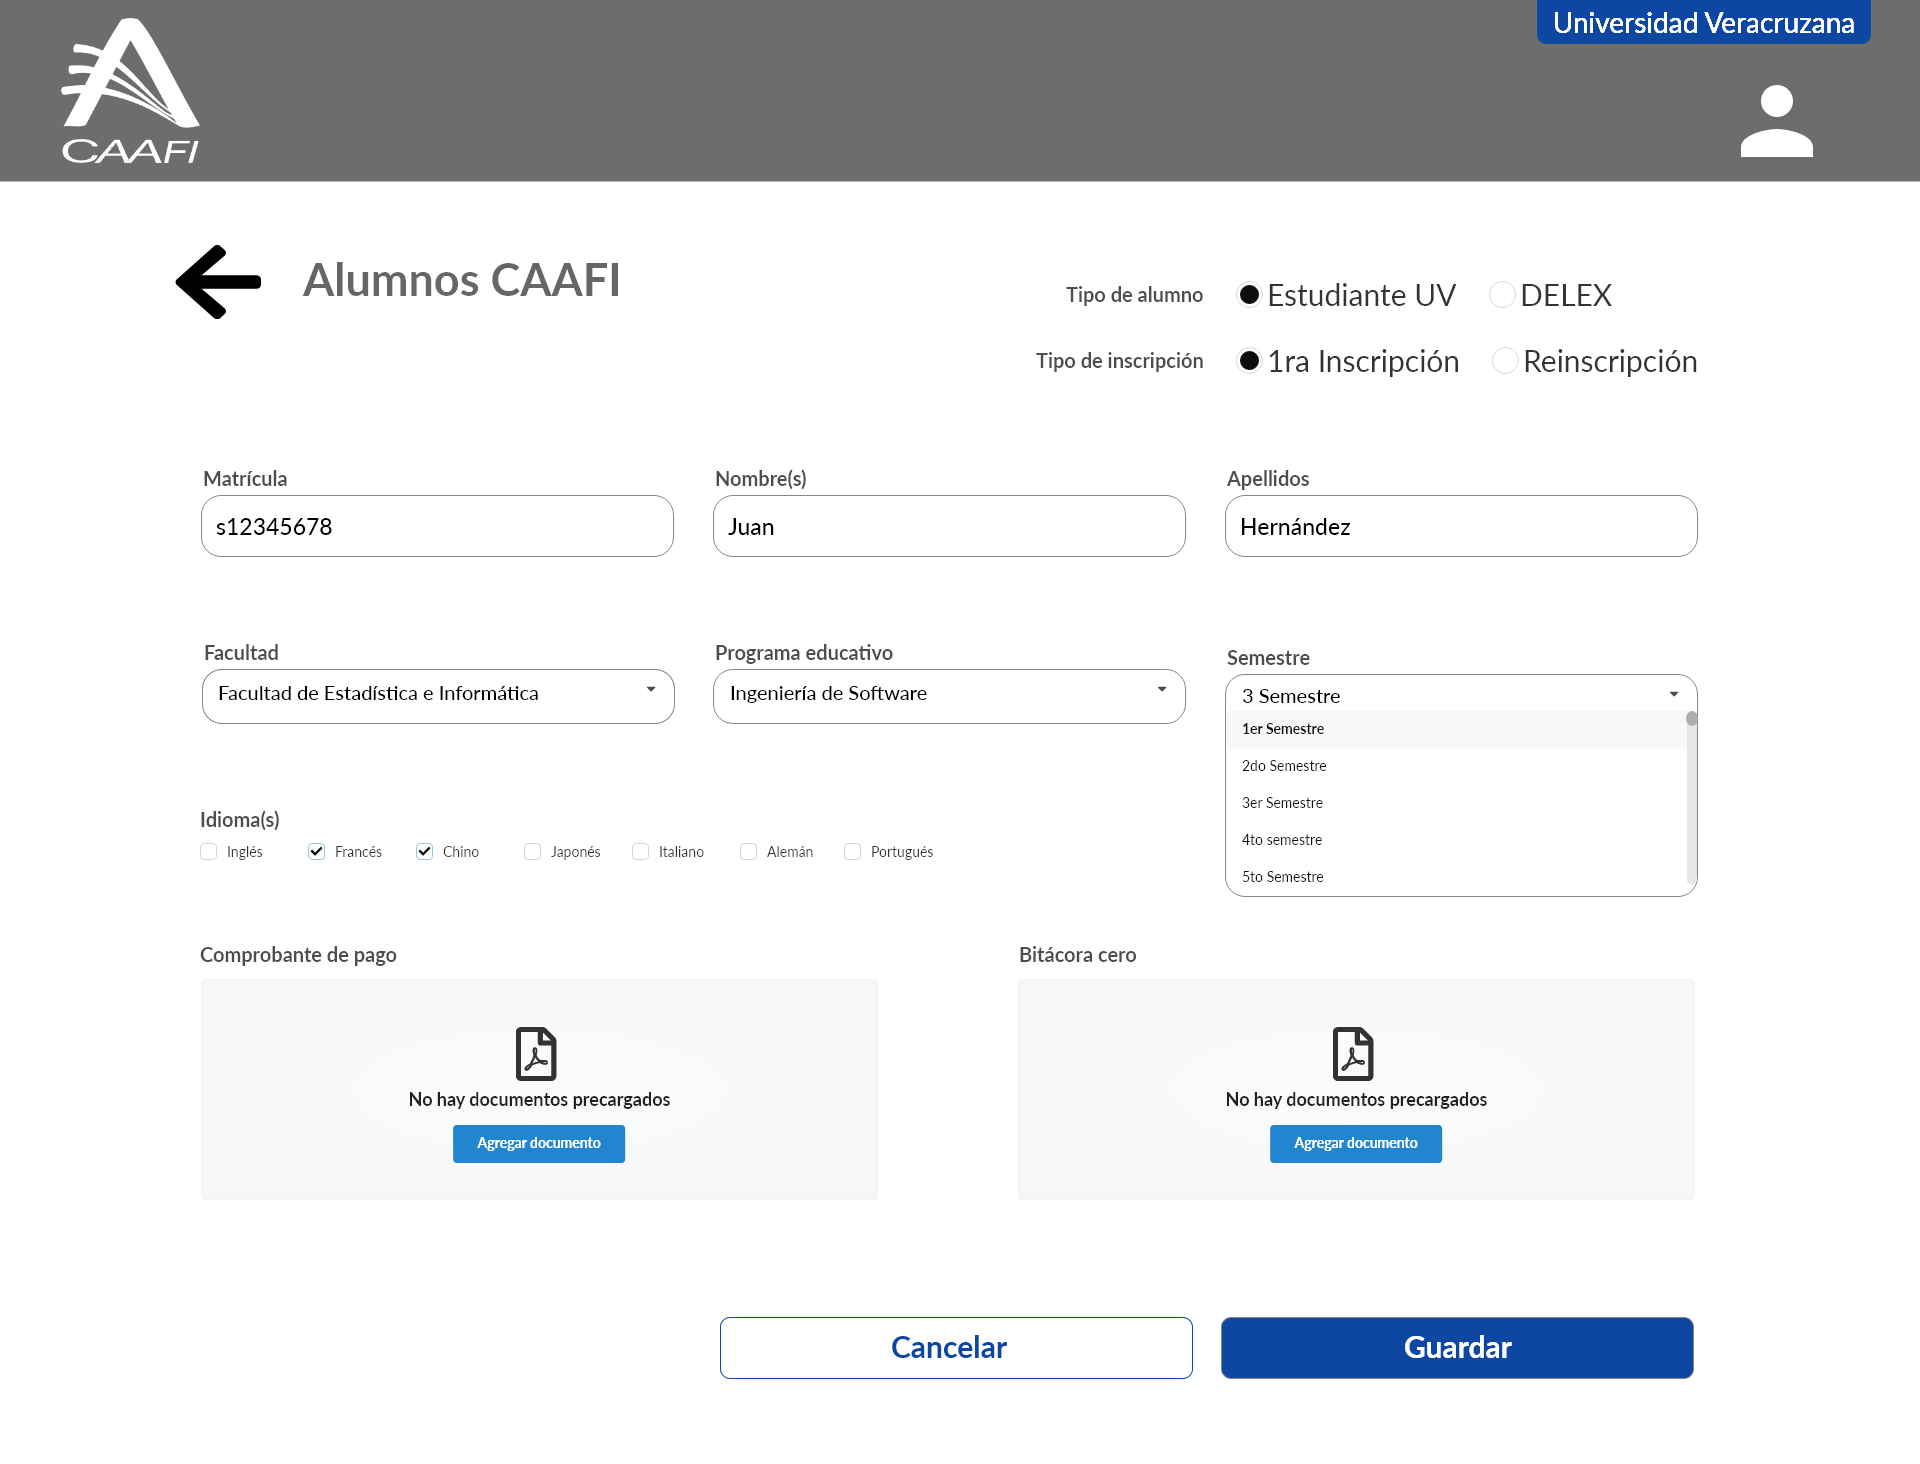 Universidad Veracruzana
CAAFI
Alumnos CAAFI
Tipo de alumno
Estudiante UV
DELEX
Tipo de inscripción
1ra Inscripción
Reinscripción
Matrícula
Nombre(s)
Apellidos
s12345678
Juan
Hernández
Facultad
Programa educativo
Semestre
Facultad de Estadística e Informática
Ingeniería de Software
3 Semestre
1er Semestre
2do Semestre
3er Semestre
4to semestre
5to Semestre
Idioma(s)
Inglés
Francés
Chino
Japonés
Italiano
Alemán
Portugués
Comprobante de pago
Bitácora cero
No hay documentos precargados
No hay documentos precargados
Agregar documento
Agregar documento
Cancelar
Guardar